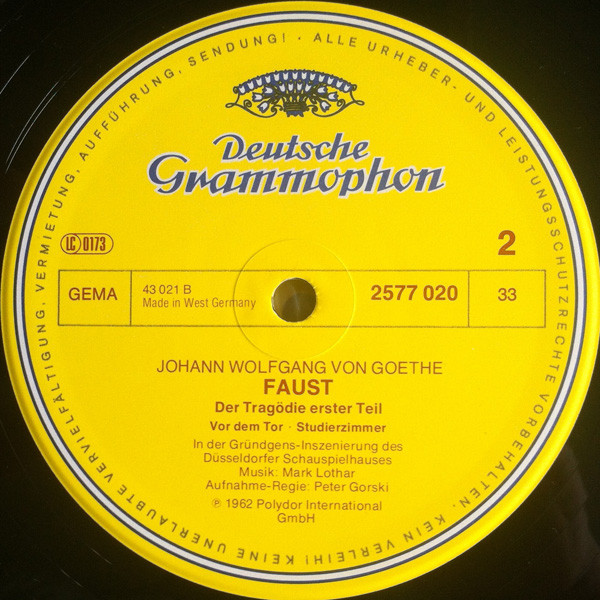 ALLE URHEBER- UND LEISTUNGSSCHUTZRECHTE VORBEHALTEN. KEIN VERLEIH! KEINE UNERLAUBTE VERVIELFÄLTIGUNG, VERMIETUNG, AUFFÜHRUNG, SENDUNG! ·
Deutsche
Grammophon
LC 0173
2
GEMA
43 021 B
Made in West Germany
2577 020
33
JOHANN WOLFGANG VON GOETHE
FAUST
Der Tragödie erster Teil
Vor dem Tor · Studierzimmer
In der Gründgens-Inszenierung des
Düsseldorfer Schauspielhauses
Musik: Mark Lothar
Aufnahme-Regie: Peter Gorski
℗ 1962 Polydor International
GmbH